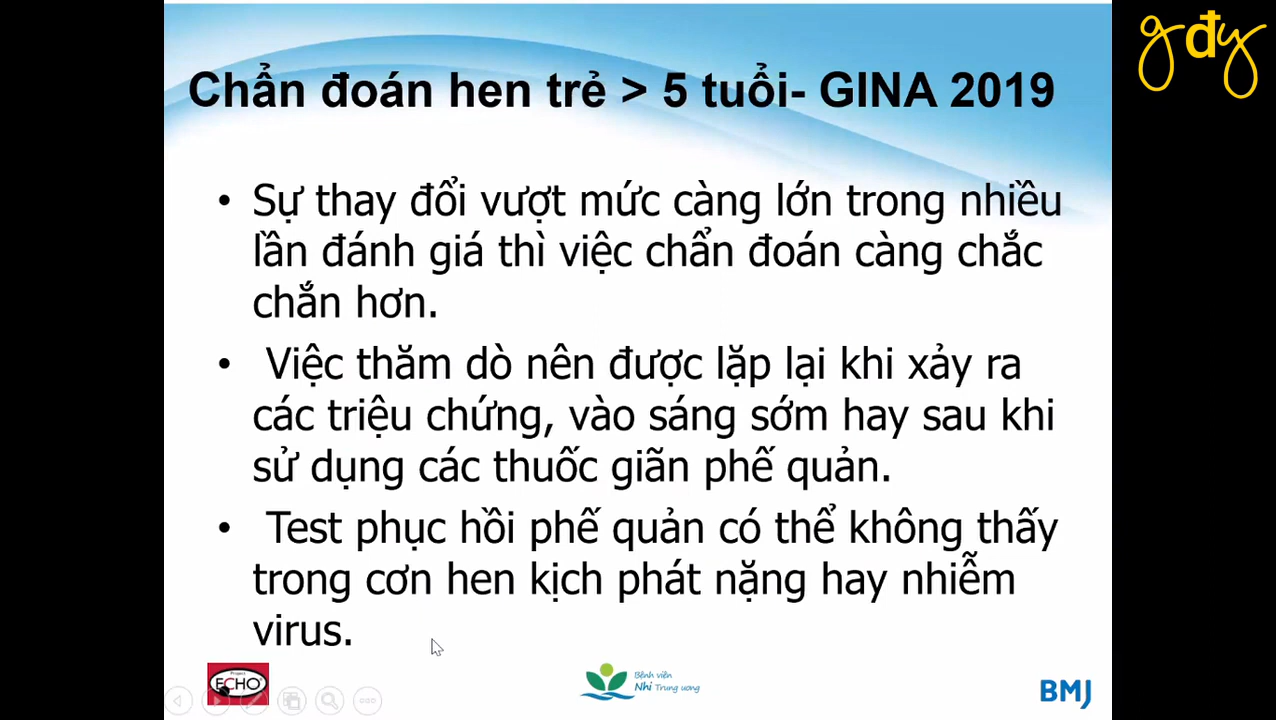 gđy
Chẩn đoán hen trẻ > 5 tuổi- GINA 2019
• Sự thay đổi vượt mức càng lớn trong nhiều
lần đánh giá thì việc chẩn đoán càng chắc
chắn hơn.
• Việc thăm dò nên được lặp lại khi xảy ra
các triệu chứng, vào sáng sớm hay sau khi
sử dụng các thuốc giãn phế quản.
• Test phục hồi phế quản có thể không thấy
trong cơn hen kịch phát nặng hay nhiễm
virus.
Project
ECHO
Bệnh viện
Nhi Trung ương
BMJ